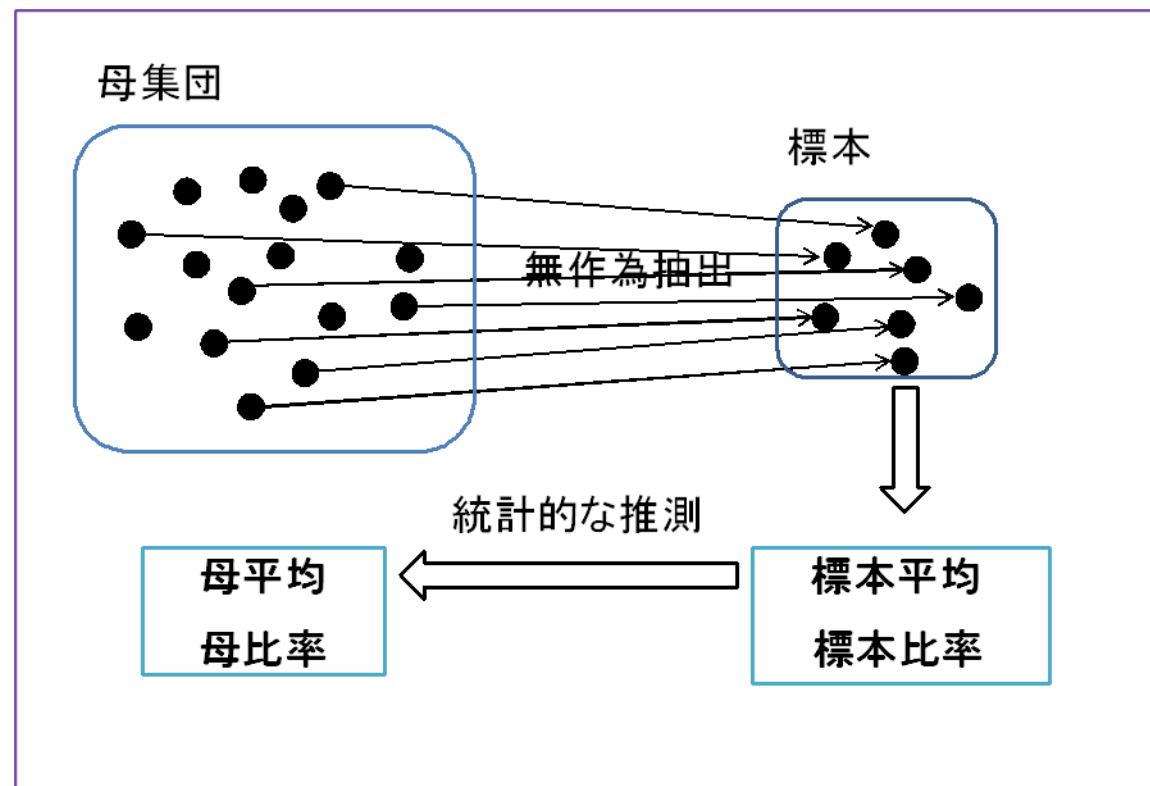 母集団
標本
無作為抽出
統計的な推測
母平均
母比率
標本平均
標本比率